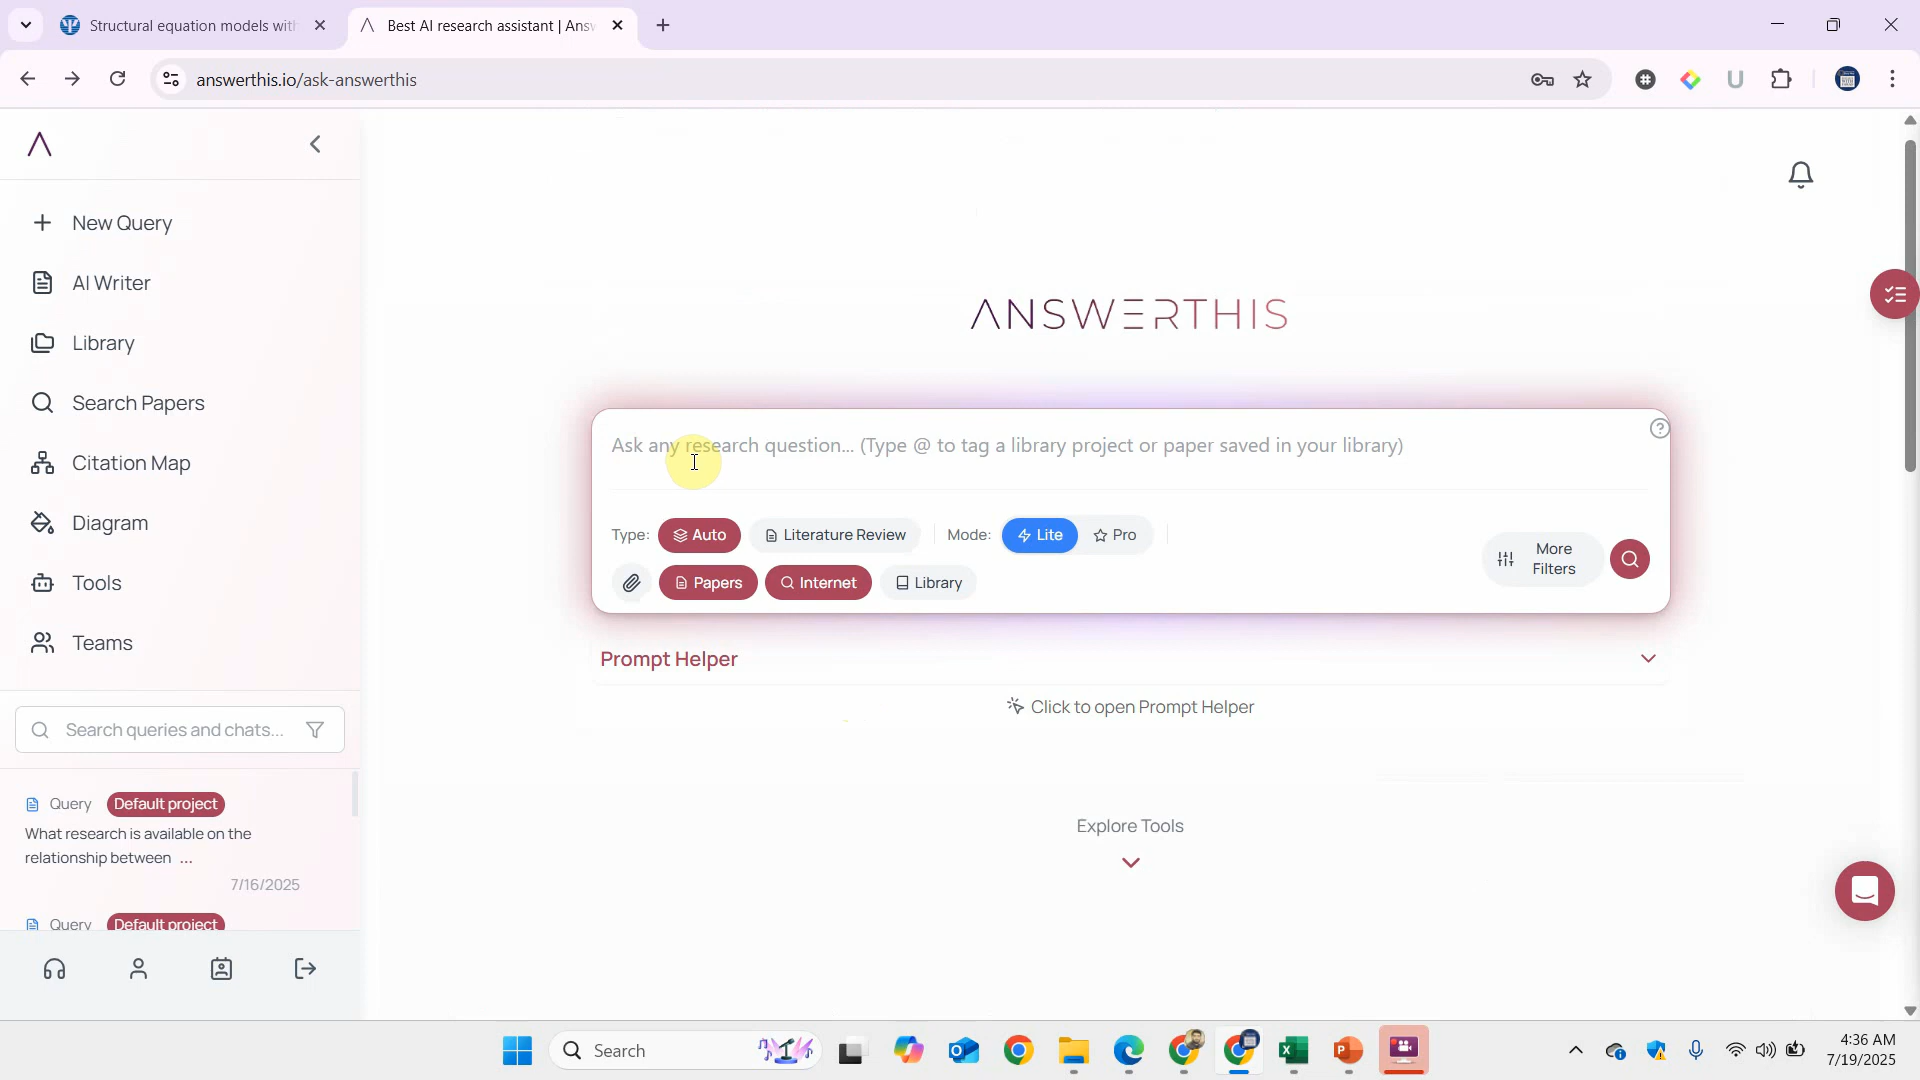 Structural equation models with
Best AI research assistant | Answ
answerthis.io/ask-answerthis
New Query
AI Writer
Library
Search Papers
Citation Map
Diagram
Tools
Teams
Search queries and chats...
Query Default project
What research is available on the
relationship between ...
7/16/2025
Query Default project
ANSWERTHIS
Ask any research question... (Type @ to tag a library project or paper saved in your library)
Type: Auto Literature Review Mode: Lite Pro
More
Filters
Papers Internet Library
Prompt Helper
Click to open Prompt Helper
Explore Tools
Search
4:36 AM
7/19/2025